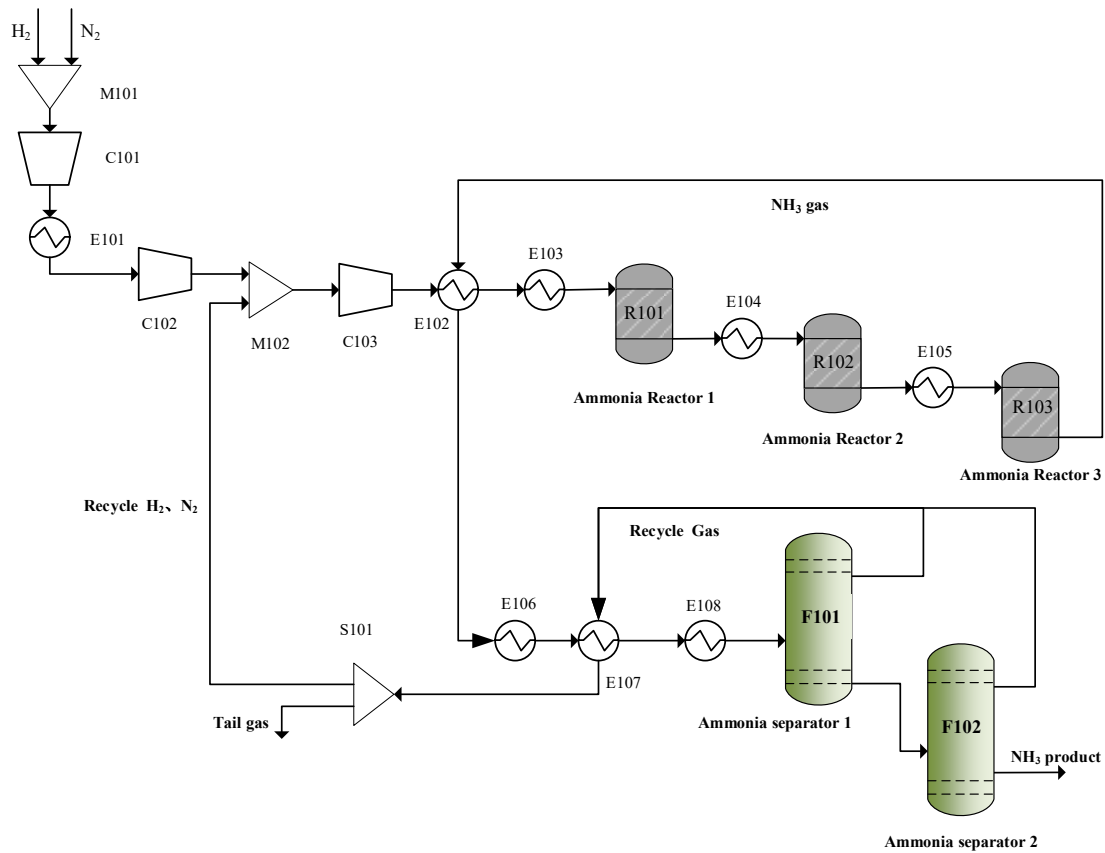 H₂
N₂
M101
C101
E101
C102
M102
C103
E102
NH₃ gas
E103
R101
Ammonia Reactor 1
E104
R102
Ammonia Reactor 2
E105
R103
Ammonia Reactor 3
Recycle H₂、N₂
Recycle Gas
E106
E107
E108
F101
Ammonia separator 1
S101
Tail gas
F102
NH₃ product
Ammonia separator 2